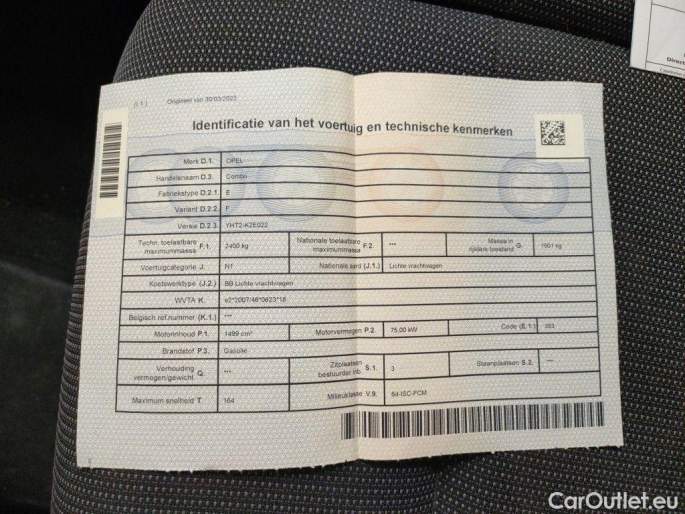 (I.1)
Origineel van 30/03/2022
Identificatie van het voertuig en technische kenmerken
Merk D.1. OPEL
Handelsnaam D.3. Combo
Fabriekstype D.2.1. E
Variant D.2.2. F
Versie D.2.3. YHT2-K2E022
Techn. toelaatbare maximummassa F.1. 2400 kg Nationale toelaatbare maximummassa F.2. *** Massa in rijklare toestand G. kg
Voertuigcategorie J. N1 Nationale aard (J.1.) Lichte vrachtwagen
Koetswerktype (J.2.) BB Lichte vrachtwagen
WVTA K. e2*2007/46*0623*18
Belgisch ref.nummer (K.1.) ***
Motorinhoud P.1. 1499 cm³ Motorvermogen P.2. 75,00 kW Code (E.1.)
Brandstof P.3. Gasolie
Verhouding vermogen/gewicht Q. *** Zitplaatsen bestuurder inb. S.1. 3 Staanplaatsen S.2. ***
Maximum snelheid T. 164 Milieuklasse V.9.
Direct
CarOutlet.eu